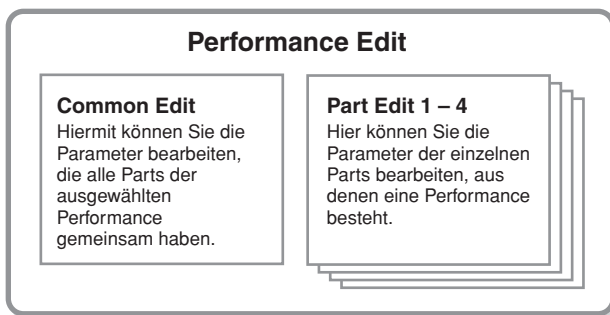 Performance Edit
Common Edit
Hiermit können Sie die
Parameter bearbeiten,
die alle Parts der
ausgewählten
Performance
gemeinsam haben.
Part Edit 1 – 4
Hier können Sie die
Parameter der einzelnen
Parts bearbeiten, aus
denen eine Performance
besteht.